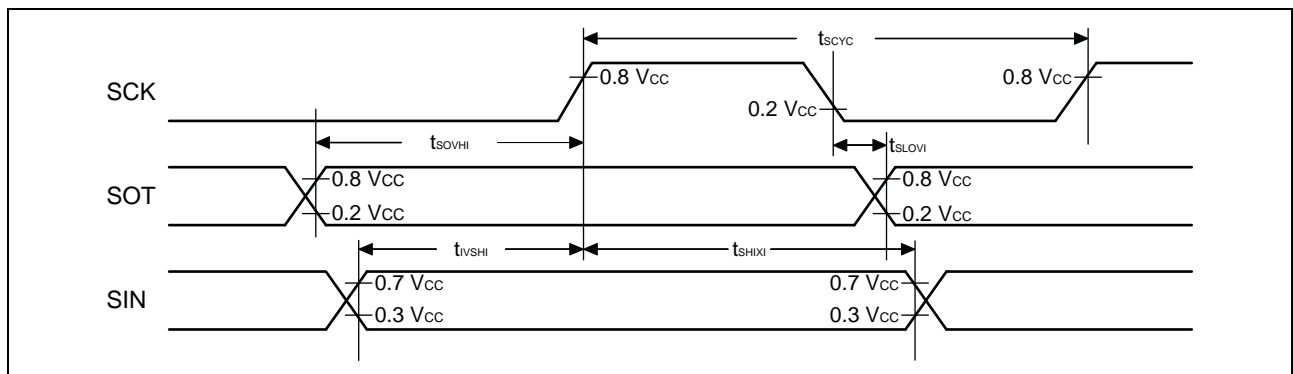 tSCYC
SCK
0.8 VCC
0.8 VCC
0.2 VCC
tSOVHI
tSLOVI
SOT
0.8 VCC
0.8 VCC
0.2 VCC
0.2 VCC
tIVSHI
tSHIXI
SIN
0.7 VCC
0.7 VCC
0.3 VCC
0.3 VCC